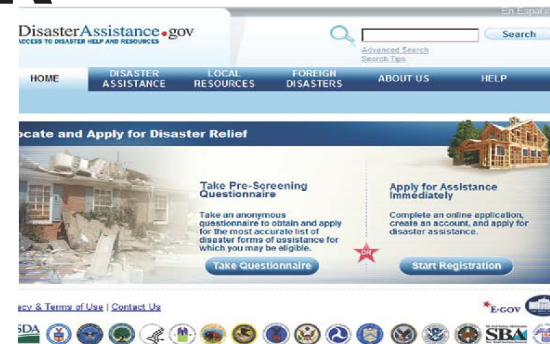 En Español
DisasterAssistance.gov
ACCESS TO DISASTER HELP AND RESOURCES
Search
Advanced Search
Search Tips
HOME
DISASTER ASSISTANCE
LOCAL RESOURCES
FOREIGN DISASTERS
ABOUT US
HELP
ocate and Apply for Disaster Relief
Take Pre-Screening
Questionnaire
Take an anonymous
questionnaire to obtain and apply
for the most accurate list of
disaster forms of assistance for
which you may be eligible.
Take Questionnaire
OR
Apply for Assistance
Immediately
Complete an online application,
create an account, and apply for
disaster assistance.
Start Registration
acy & Terms of Use | Contact Us
E-GOV
SDA
SBA